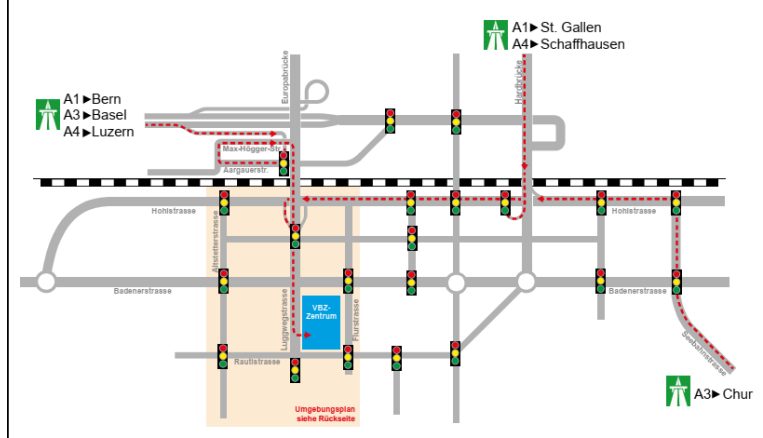 A1►St. Gallen
A4►Schaffhausen
Europabrücke
Hardbrücke
A1►Bern
A3►Basel
A4►Luzern
Max-Högger-Str.
Aargauerstr.
Hohlstrasse
Hohlstrasse
Altstetterstrasse
Badenerstrasse
Badenerstrasse
Luggwegstrasse
VBZ-
Zentrum
Flurstrasse
Rautistrasse
Seebahnstrasse
A3►Chur
Umgebungsplan
siehe Rückseite